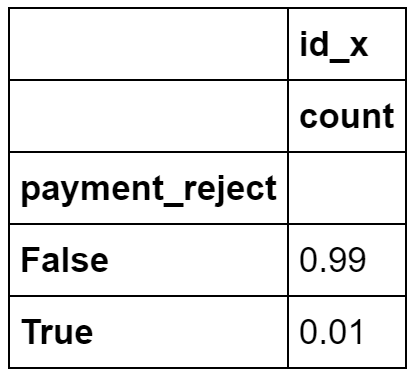 id_x
count
payment_reject
False 0.99
True 0.01